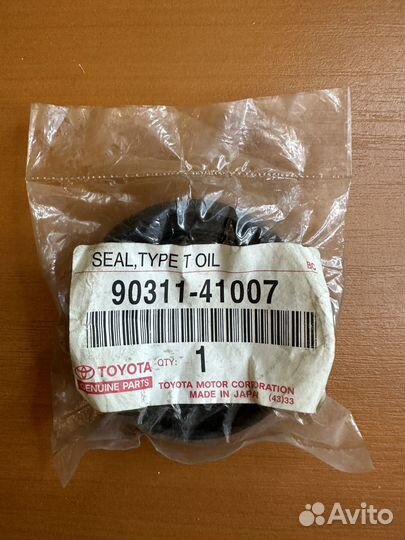 SEAL,TYPE T OIL
BC
90311-41007
TOYOTA
GENUINE PARTS
QTY: 1
TOYOTA MOTOR CORPORATION
MADE IN JAPAN (43)33
Avito